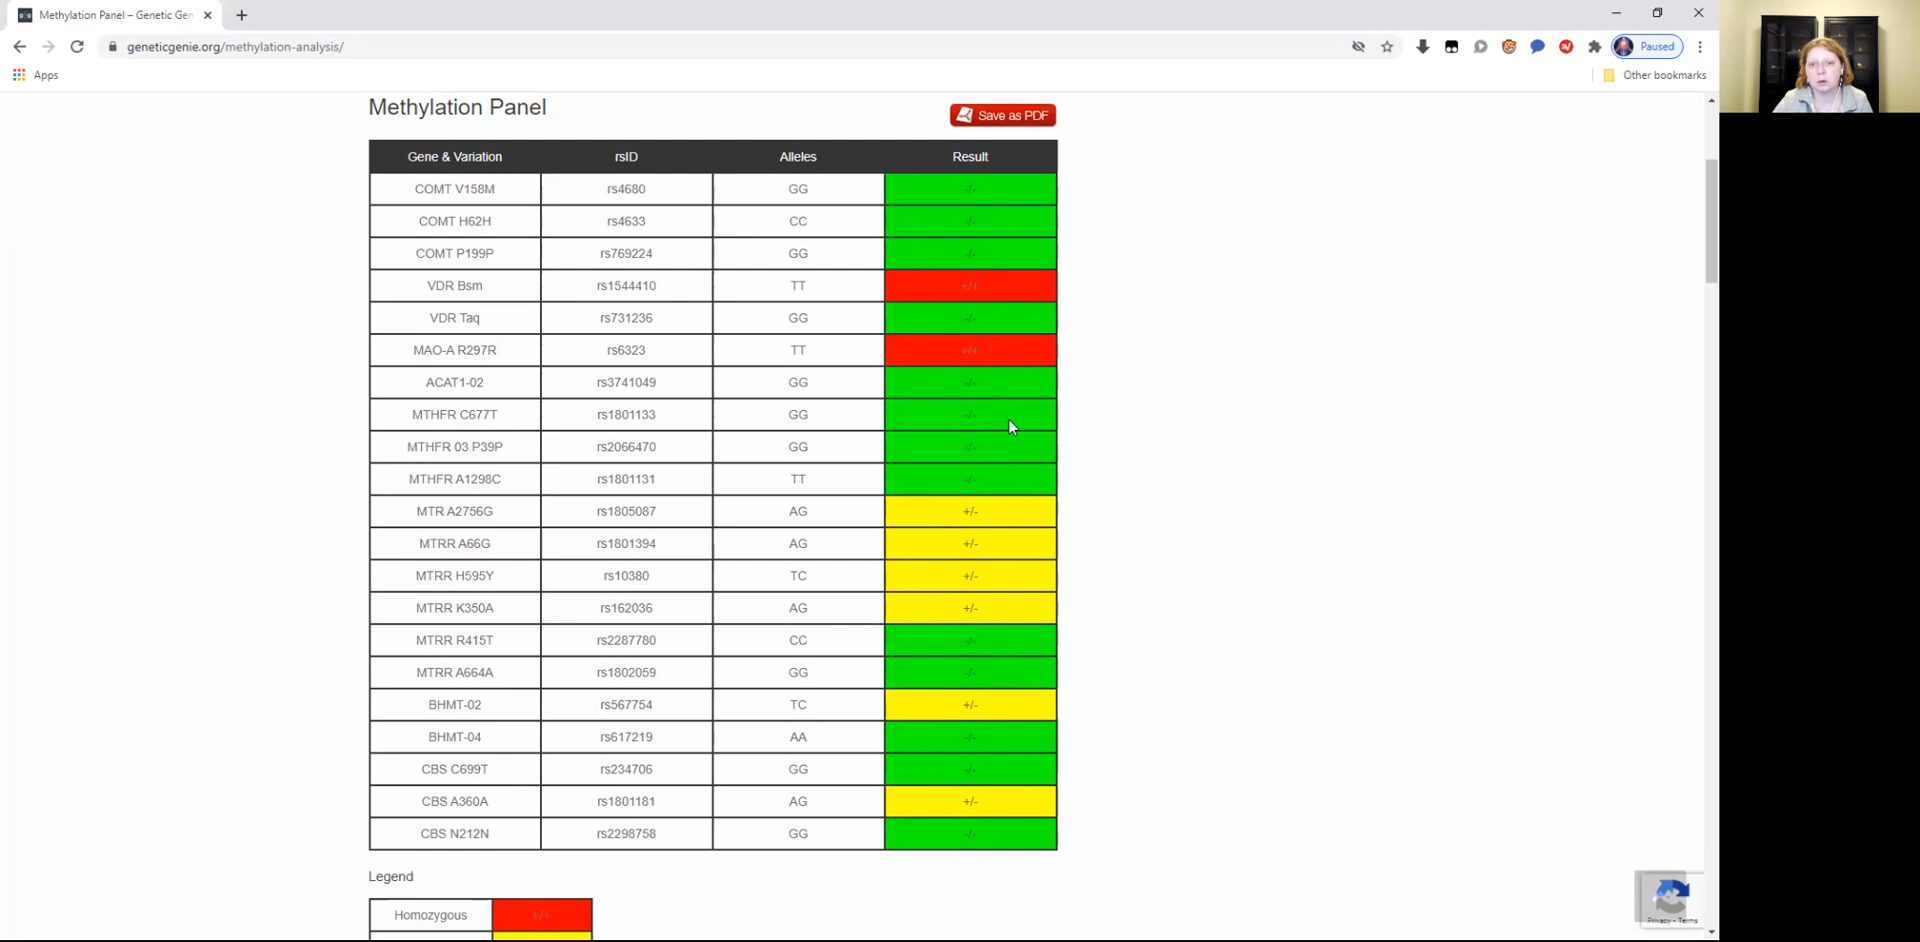 Methylation Panel – Genetic Gen
geneticgenie.org/methylation-analysis/
Paused
Apps
Other bookmarks
Methylation Panel
Save as PDF
Gene & Variation rsID Alleles Result
COMT V158M rs4680 GG -/-
COMT H62H rs4633 CC -/-
COMT P199P rs769224 GG -/-
VDR Bsm rs1544410 TT +/+
VDR Taq rs731236 GG -/-
MAO-A R297R rs6323 TT +/+
ACAT1-02 rs3741049 GG -/-
MTHFR C677T rs1801133 GG -/-
MTHFR 03 P39P rs2066470 GG -/-
MTHFR A1298C rs1801131 TT -/-
MTR A2756G rs1805087 AG +/-
MTRR A66G rs1801394 AG +/-
MTRR H595Y rs10380 TC +/-
MTRR K350A rs162036 AG +/-
MTRR R415T rs2287780 CC -/-
MTRR A664A rs1802059 GG -/-
BHMT-02 rs567754 TC +/-
BHMT-04 rs617219 AA -/-
CBS C699T rs234706 GG -/-
CBS A360A rs1801181 AG +/-
CBS N212N rs2298758 GG -/-
Legend
Homozygous +/+
Privacy - Terms